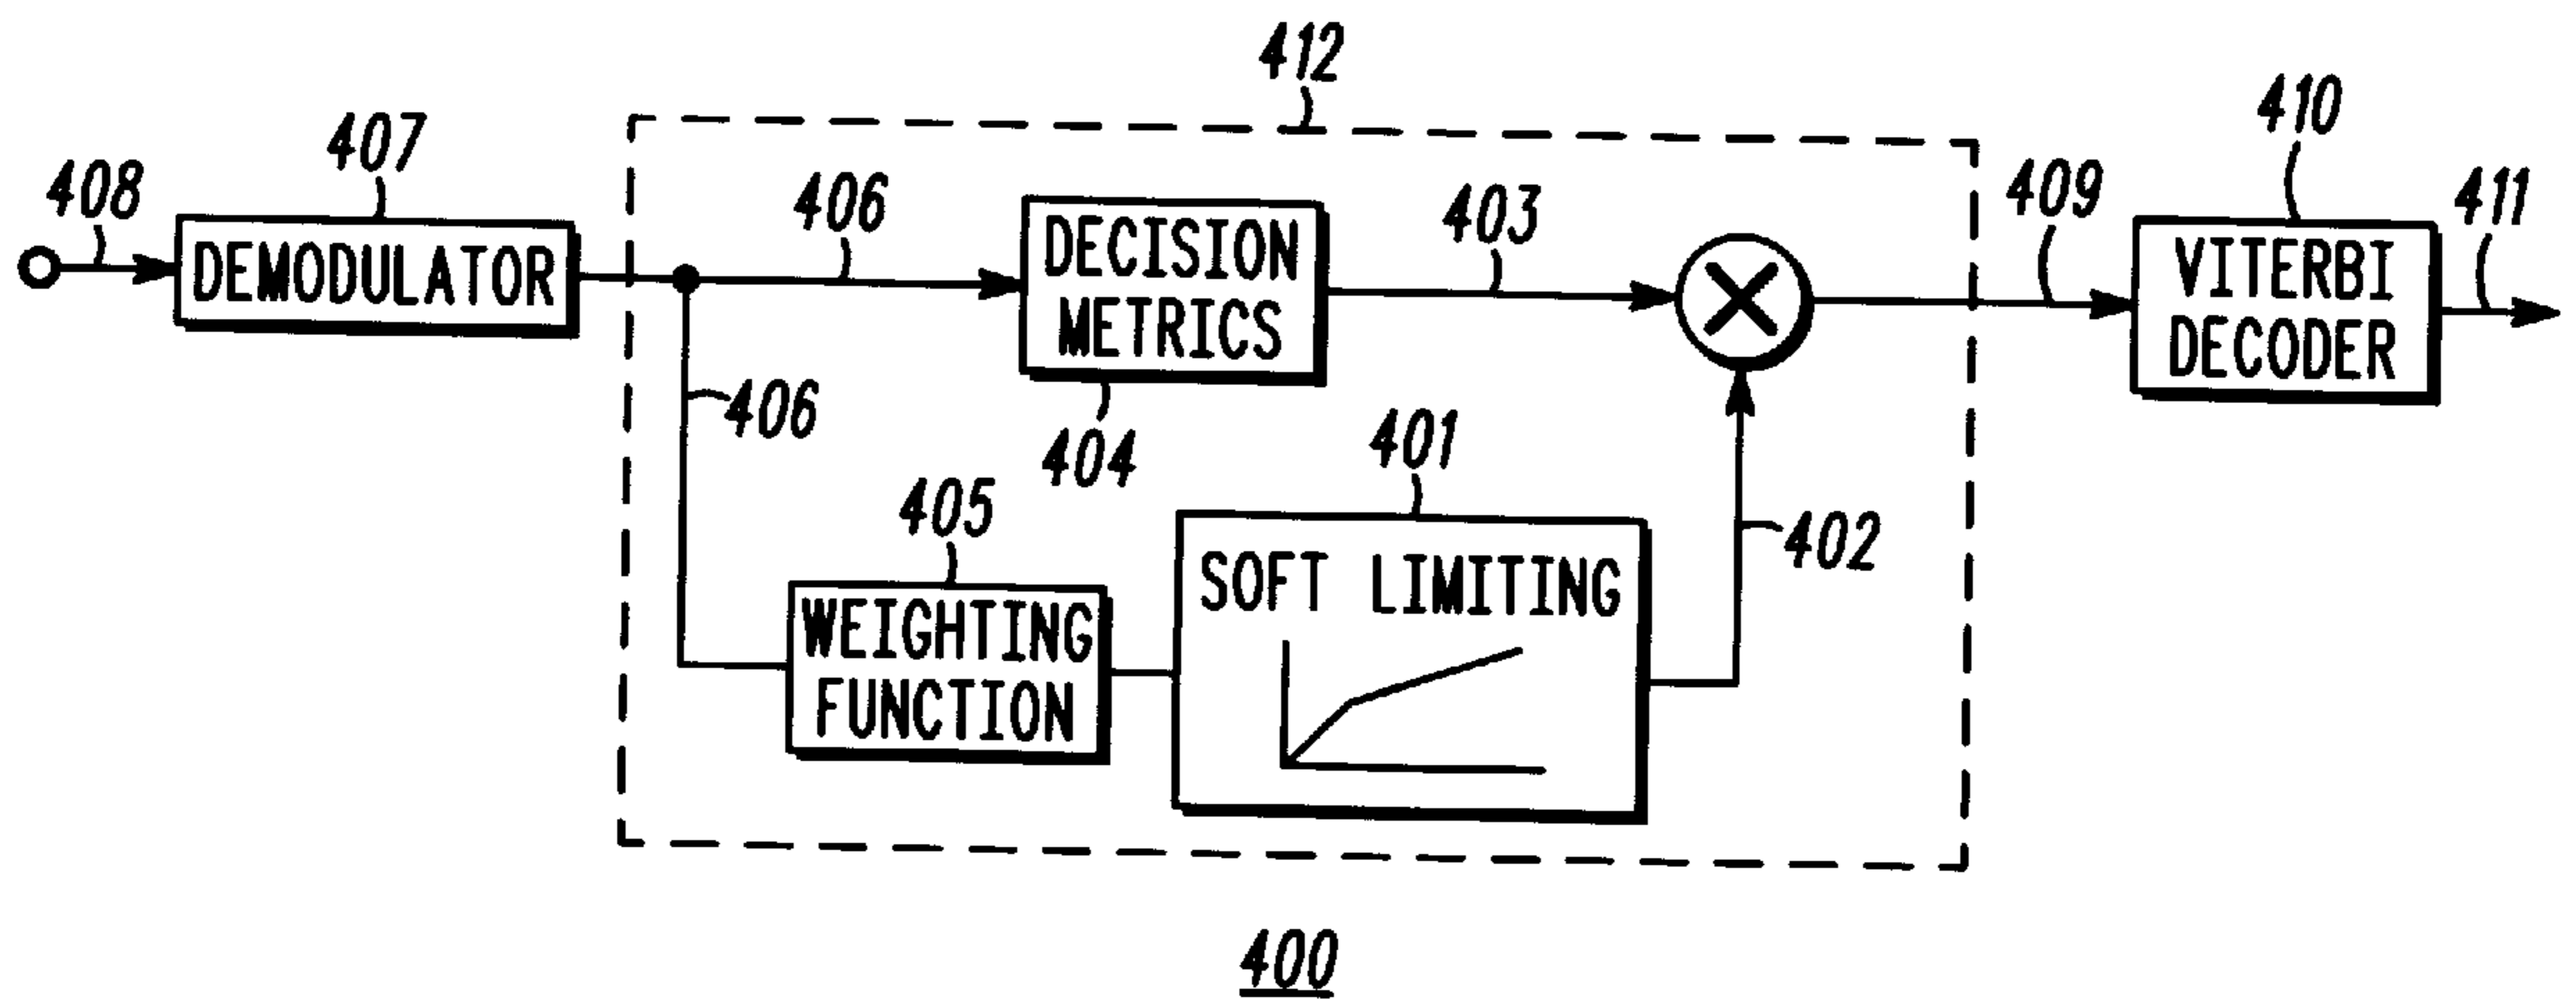 412
410
407
408
406
403
409
411
DEMODULATOR
DECISION
METRICS
VITERBI
DECODER
406
404
401
405
402
SOFT LIMITING
WEIGHTING
FUNCTION
400